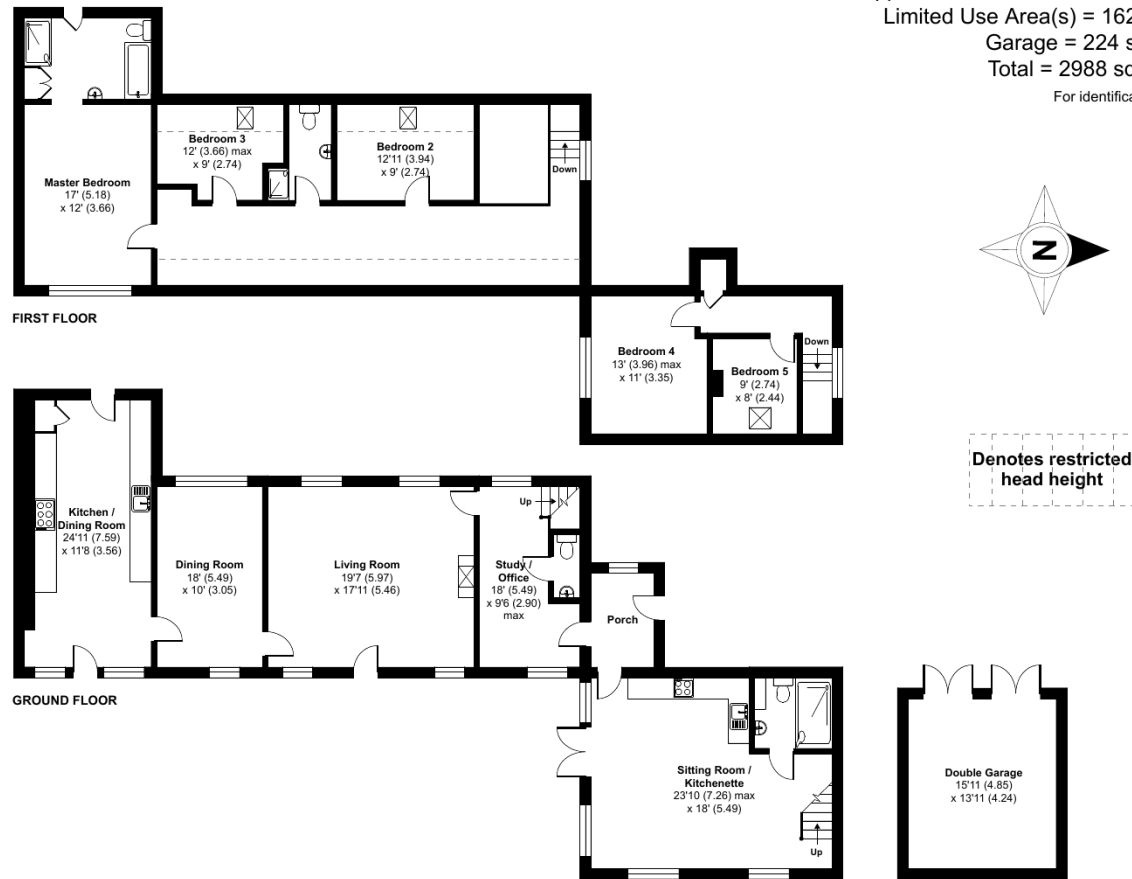 Limited Use Area(s) = 162
Garage = 224 s
Total = 2988 sq
For identifica
Bedroom 3
12' (3.66) max
x 9' (2.74)
Bedroom 2
12'11 (3.94)
x 9' (2.74)
Down
Master Bedroom
17' (5.18)
x 12' (3.66)
N
FIRST FLOOR
Bedroom 4
13' (3.96) max
x 11' (3.35)
Bedroom 5
9' (2.74)
x 8' (2.44)
Down
Denotes restricted
head height
Kitchen /
Dining Room
24'11 (7.59)
x 11'8 (3.56)
Dining Room
18' (5.49)
x 10' (3.05)
Living Room
19'7 (5.97)
x 17'11 (5.46)
Up
Study /
Office
18' (5.49)
x 9'6 (2.90)
max
Porch
GROUND FLOOR
Sitting Room /
Kitchenette
23'10 (7.26) max
x 18' (5.49)
Up
Double Garage
15'11 (4.85)
x 13'11 (4.24)